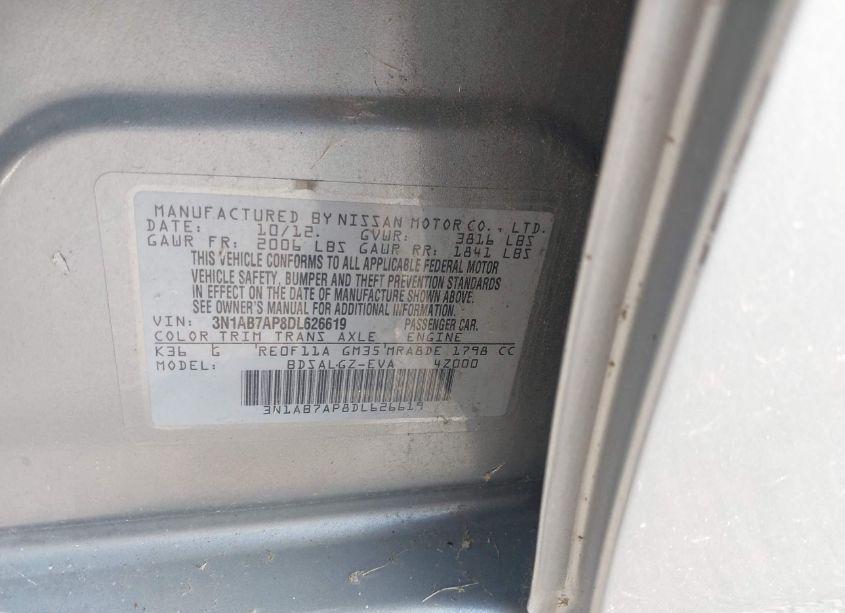 MANUFACTURED BY NISSAN MOTOR CO., LTD.
DATE: 10/12. GVWR: 3816 LBS
GAWR FR: 2006 LBS GAWR RR: 1841 LBS
THIS VEHICLE CONFORMS TO ALL APPLICABLE FEDERAL MOTOR
VEHICLE SAFETY, BUMPER AND THEFT PREVENTION STANDARDS
IN EFFECT ON THE DATE OF MANUFACTURE SHOWN ABOVE.
SEE OWNER'S MANUAL FOR ADDITIONAL INFORMATION.
VIN: 3N1AB7AP8DL626619 PASSENGER CAR.
COLOR TRIM TRANS AXLE ENGINE
K36 G RE0F11A GM35 MRA8DE 1798 CC
MODEL: BDSALGZ-EVA 42000
3N1AB7AP8DL626619